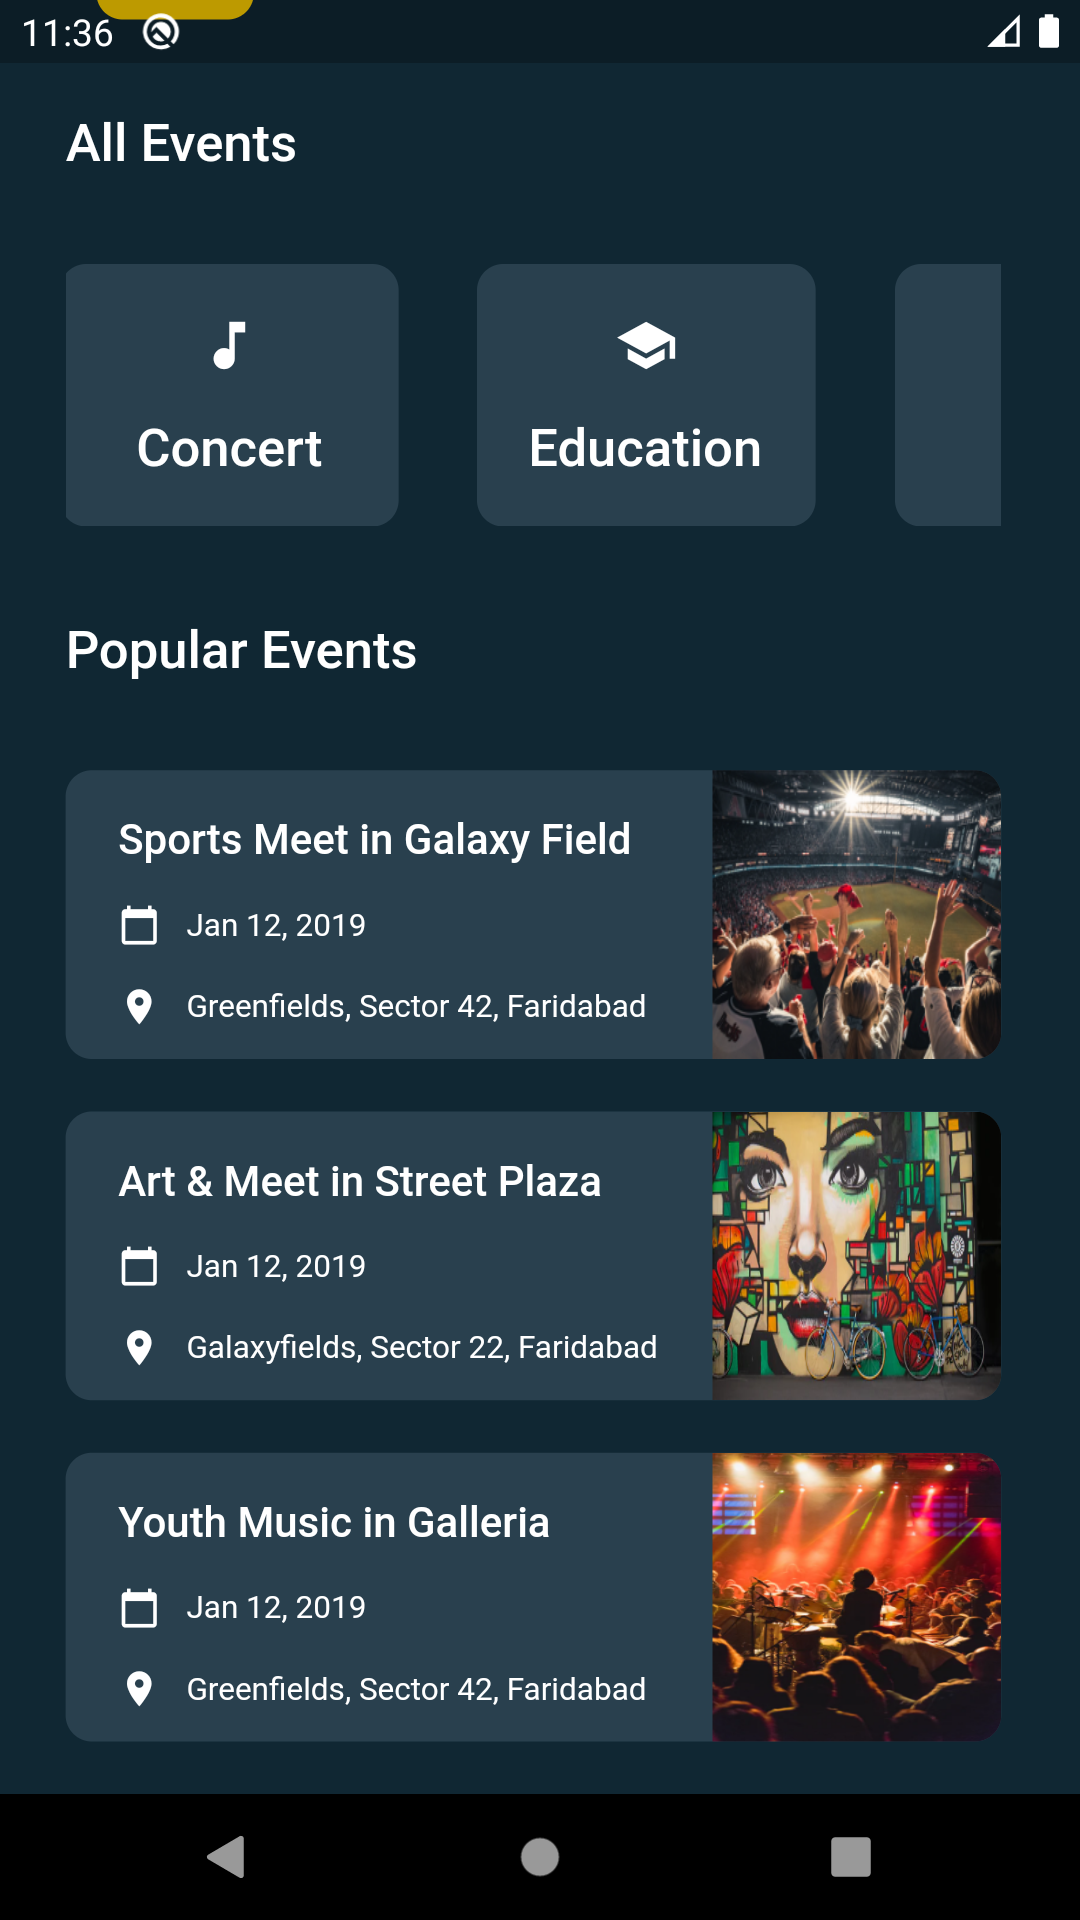 11:36
All Events
Concert
Education
Popular Events
Sports Meet in Galaxy Field
Jan 12, 2019
Greenfields, Sector 42, Faridabad
Art & Meet in Street Plaza
Jan 12, 2019
Galaxyfields, Sector 22, Faridabad
Youth Music in Galleria
Jan 12, 2019
Greenfields, Sector 42, Faridabad